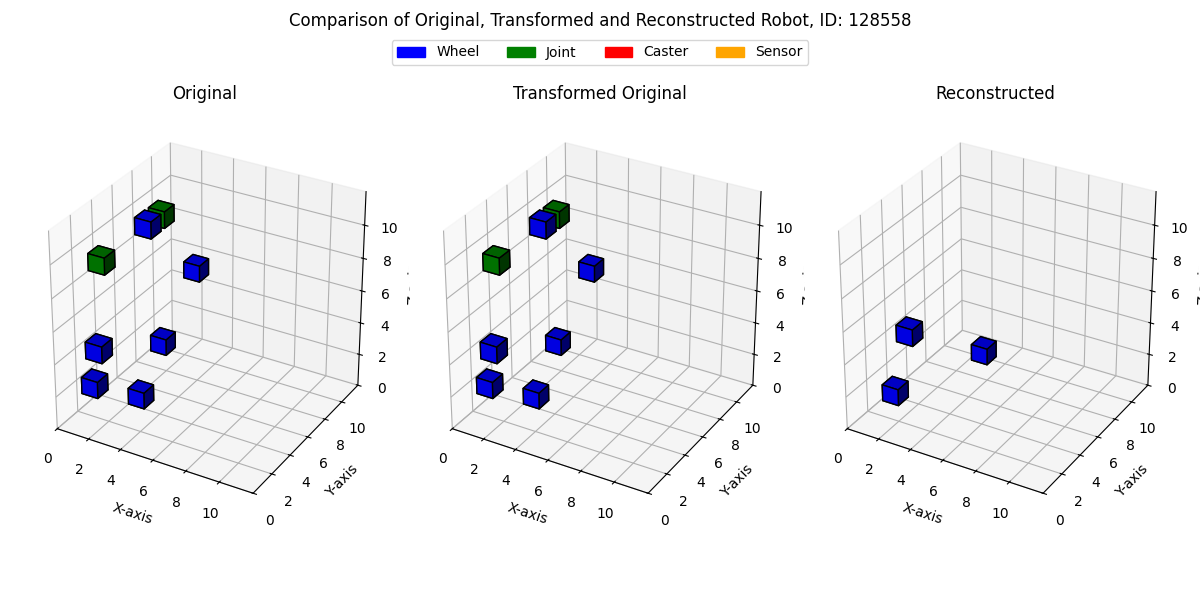 Comparison of Original, Transformed and Reconstructed Robot, ID: 128558
Wheel Joint Caster Sensor
Original Transformed Original Reconstructed
10 10 10
8 8 8
6 6 6
4 4 4
2 2 2
0 0 0
10 10 10
8 8 8
6 6 6
4 4 4
2 2 2
0 0 0
0 2 4 6 8 10 0 2 4 6 8 10 0 2 4 6 8 10
X-axis Y-axis X-axis Y-axis X-axis Y-axis